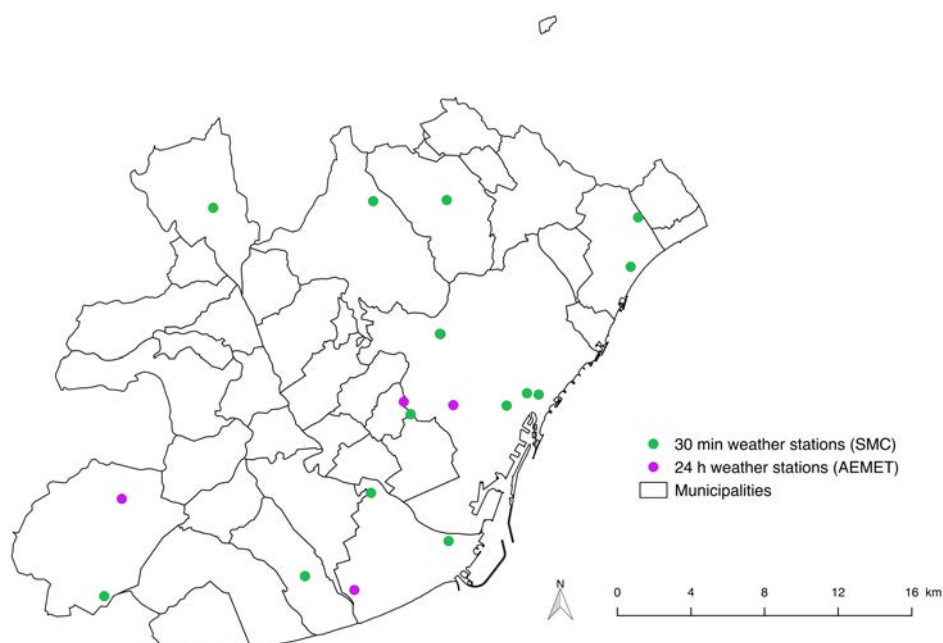 30 min weather stations (SMC)
24 h weather stations (AEMET)
Municipalities
N
0 4 8 12 16 km